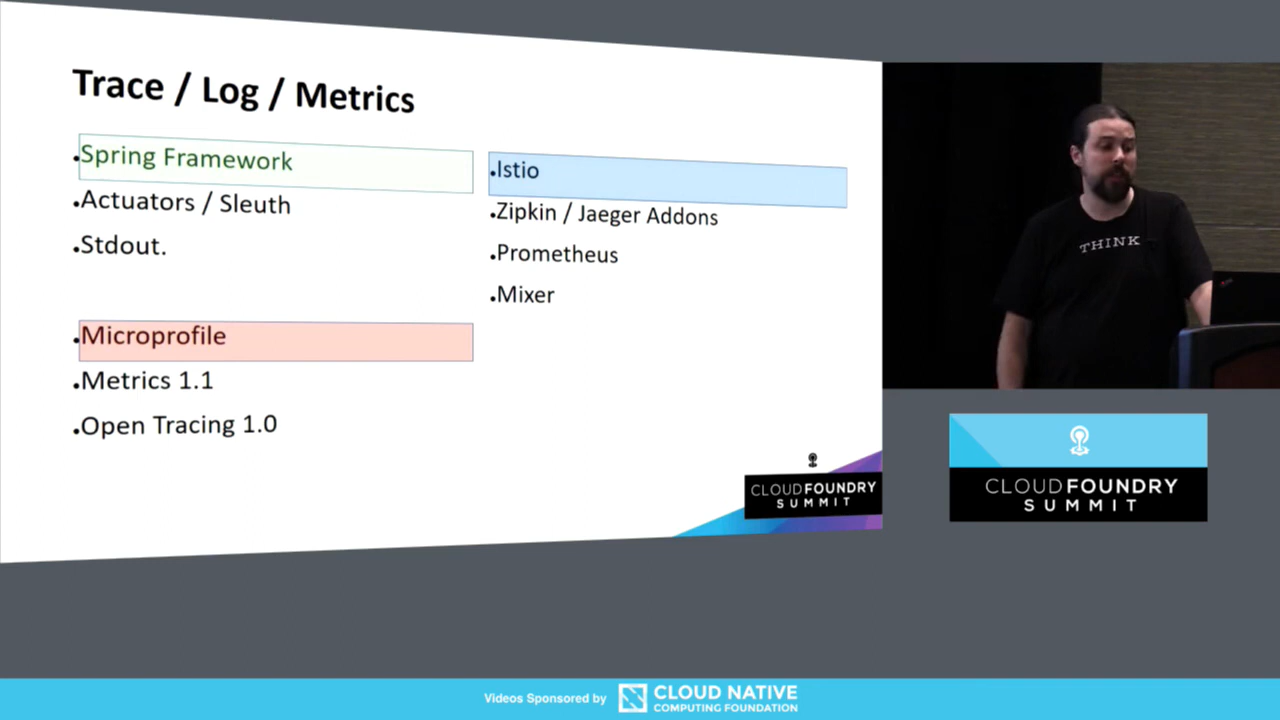 Trace / Log / Metrics
Spring Framework
Actuators / Sleuth
Stdout.
Microprofile
Metrics 1.1
Open Tracing 1.0
Istio
Zipkin / Jaeger Addons
Prometheus
Mixer
CLOUDFOUNDRY
SUMMIT
THINK
CLOUDFOUNDRY
SUMMIT
Videos Sponsored by
CLOUD NATIVE
COMPUTING FOUNDATION